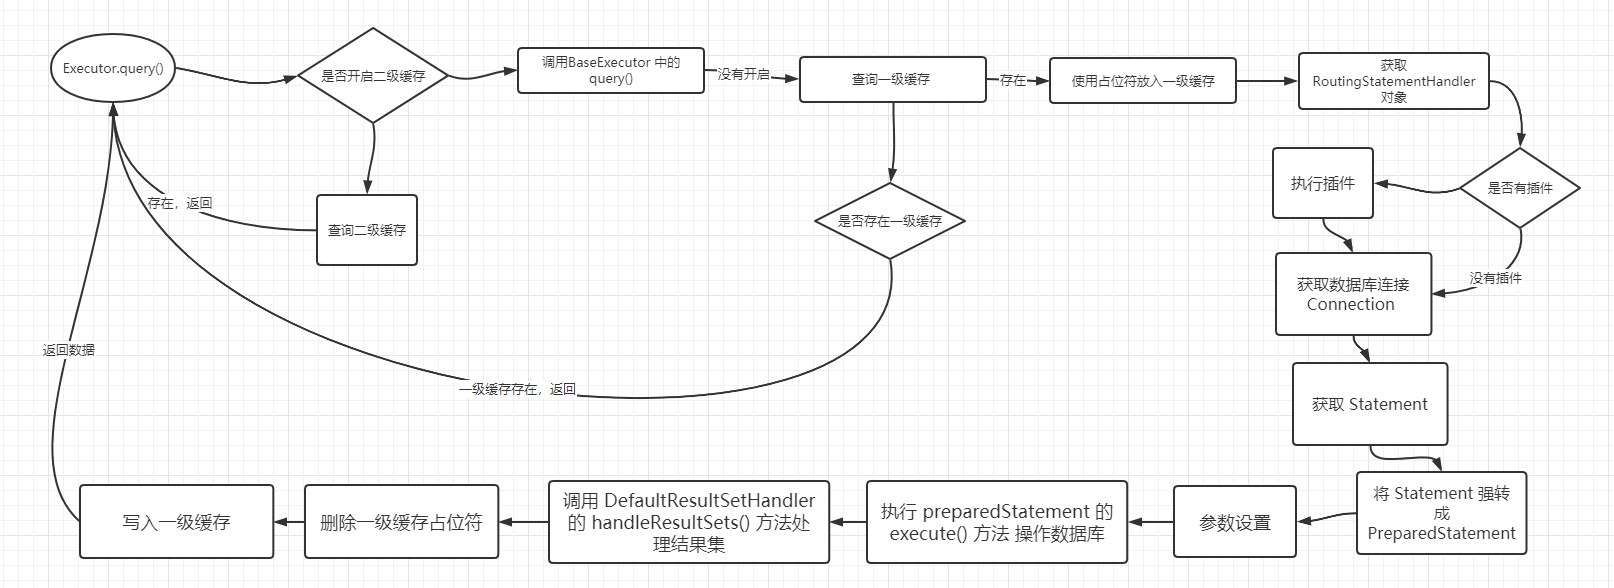 Executor.query()
是否开启二级缓存
调用BaseExecutor 中的
query()
没有开启
查询一级缓存
存在
使用占位符放入一级缓存
获取
RoutingStatementHandler
对象
是否有插件
执行插件
没有插件
获取数据库连接
Connection
获取 Statement
将 Statement 强转
成
PreparedStatement
参数设置
执行 preparedStatement 的
execute() 方法 操作数据库
调用 DefaultResultSetHandler
的 handleResultSets() 方法处
理结果集
删除一级缓存占位符
写入一级缓存
返回数据
存在，返回
查询二级缓存
是否存在一级缓存
一级缓存存在，返回